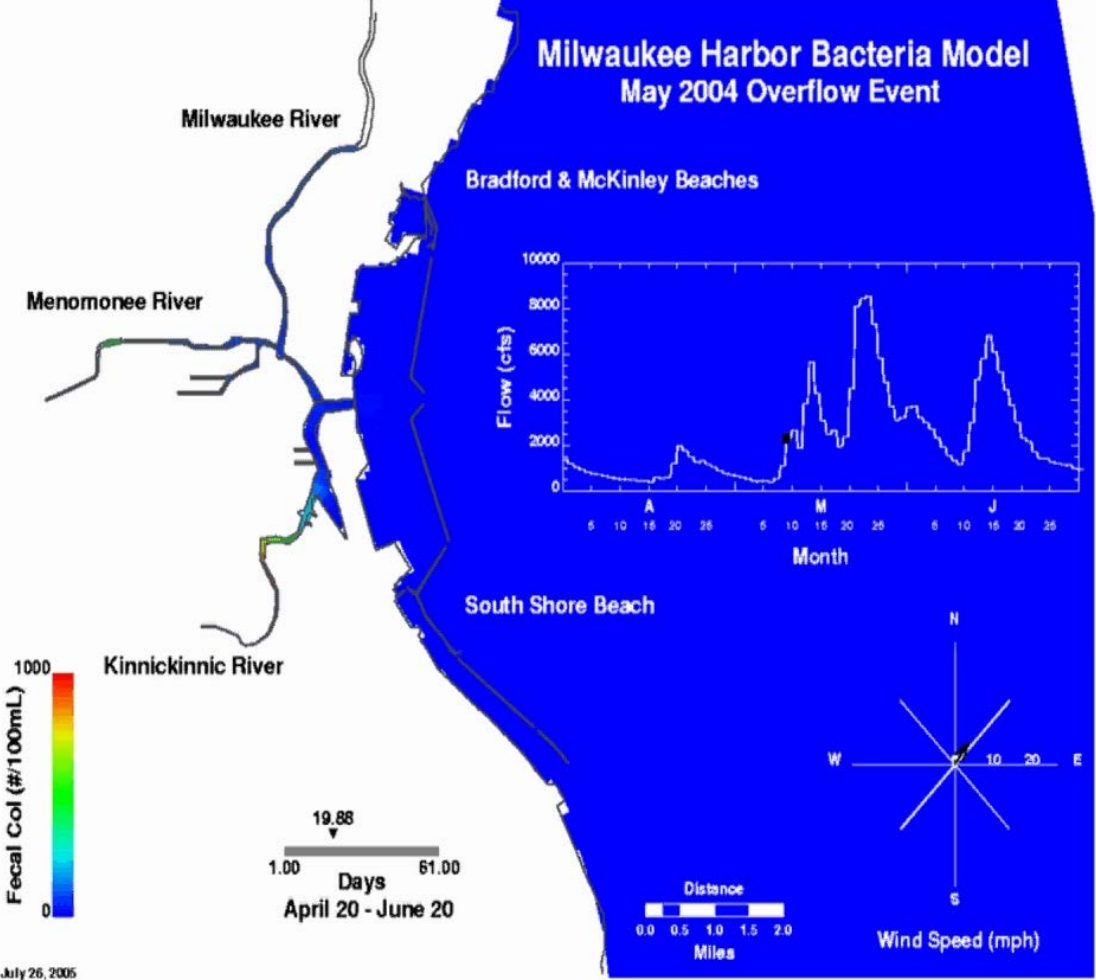 Milwaukee Harbor Bacteria Model
May 2004 Overflow Event
Milwaukee River
Bradford & McKinley Beaches
Menomonee River
Flow (cfs)
10000
8000
6000
4000
2000
0
A M J
5 10 15 20 25 5 10 15 20 25 5 10 15 20 25
Month
South Shore Beach
Kinnickinnic River
Fecal Col (#/100mL)
1000
0
19.88
1.00 61.00
Days
April 20 - June 20
Distance
0.0 0.5 1.0 1.5 2.0
Miles
N
W 10 20 E
S
Wind Speed (mph)
July 26, 2005